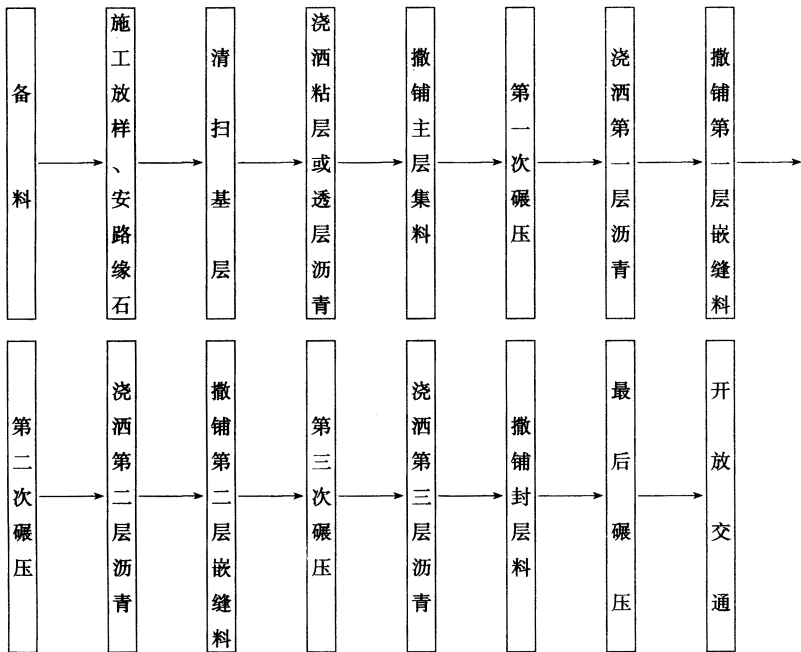 备料
施工放样、安路缘石
清扫基层
浇洒粘层或透层沥青
撒铺主层集料
第一次碾压
浇洒第一层沥青
撒铺第一层嵌缝料
第二次碾压
浇洒第二层沥青
撒铺第二层嵌缝料
第三次碾压
浇洒第三层沥青
撒铺封层料
最后碾压
开放交通